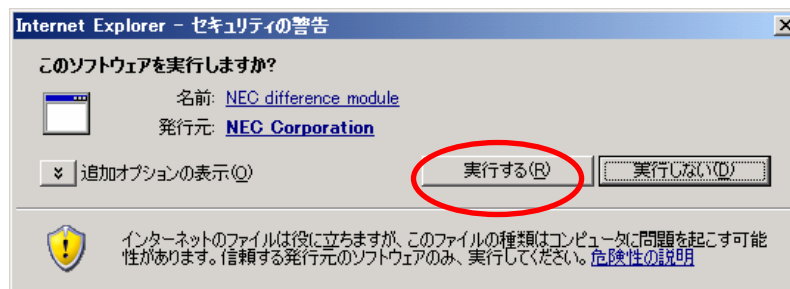 Internet Explorer - セキュリティの警告
このソフトウェアを実行しますか?
名前: NEC difference module
発行元: NEC Corporation
追加オプションの表示(O) 実行する(R) 実行しない(D)
インターネットのファイルは役に立ちますが、このファイルの種類はコンピュータに問題を起こす可能
性があります。信頼する発行元のソフトウェアのみ、実行してください。危険性の説明